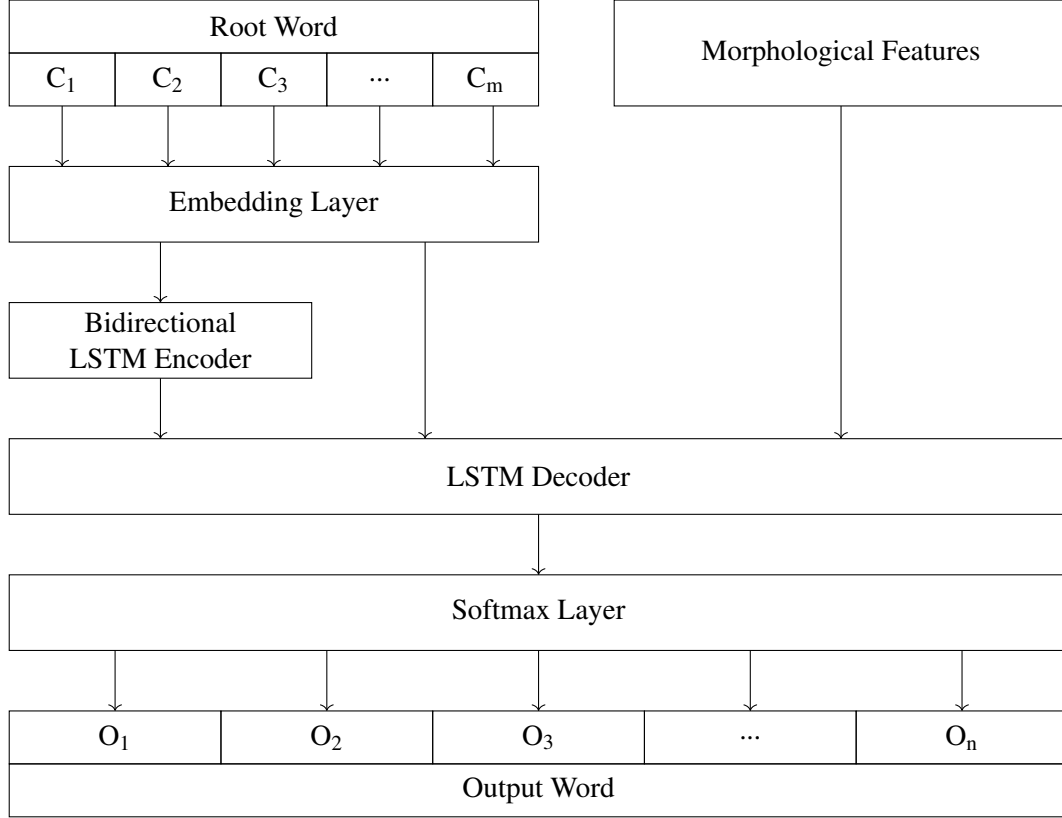 Root Word
Morphological Features
C₁ C₂ C₃ ... Cₘ
Embedding Layer
Bidirectional
LSTM Encoder
LSTM Decoder
Softmax Layer
O₁ O₂ O₃ ... Oₙ
Output Word